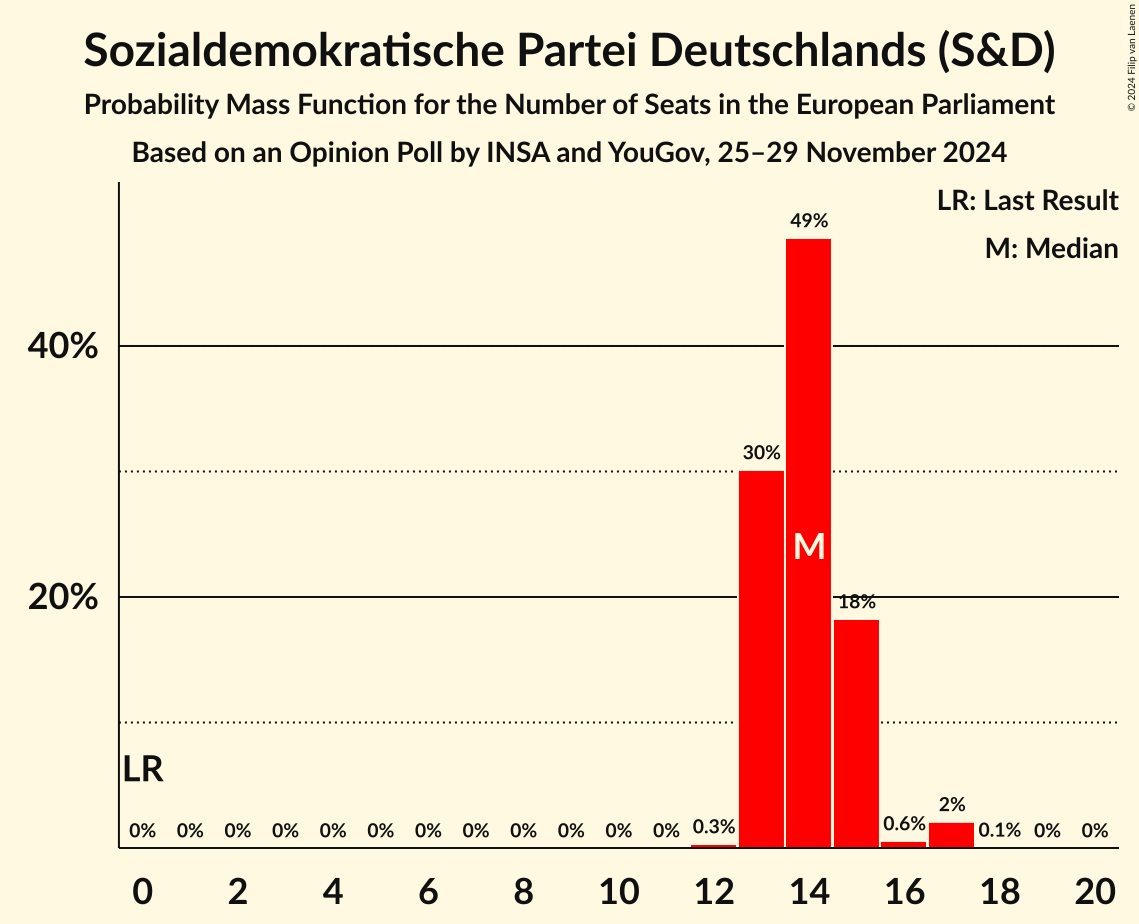 Sozialdemokratische Partei Deutschlands (S&D)
Probability Mass Function for the Number of Seats in the European Parliament
Based on an Opinion Poll by INSA and YouGov, 25–29 November 2024
© 2024 Filip van Laenen
LR: Last Result
M: Median
49%
40%
30%
M
20%
18%
LR
0% 0% 0% 0% 0% 0% 0% 0% 0% 0% 0% 0% 0.3% 0.6% 2% 0.1% 0% 0%
0 2 4 6 8 10 12 14 16 18 20